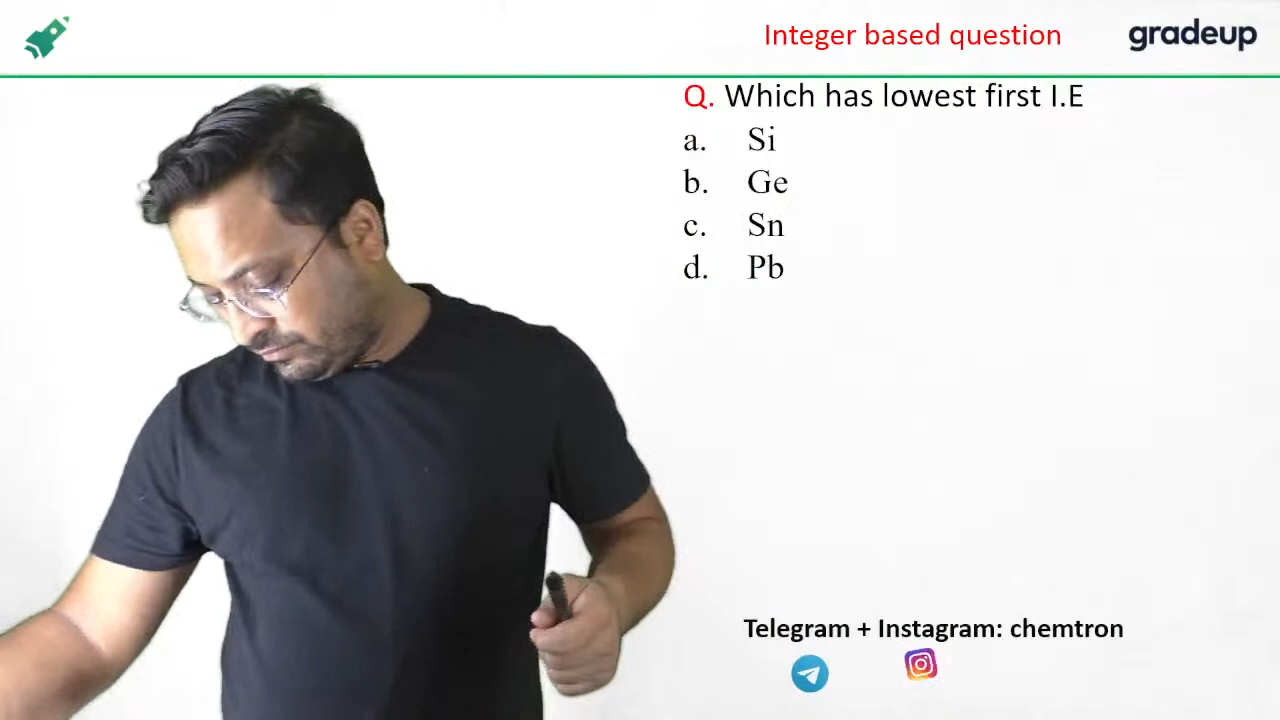 Integer based question
gradeup
Q. Which has lowest first I.E
a. Si
b. Ge
c. Sn
d. Pb
Telegram + Instagram: chemtron